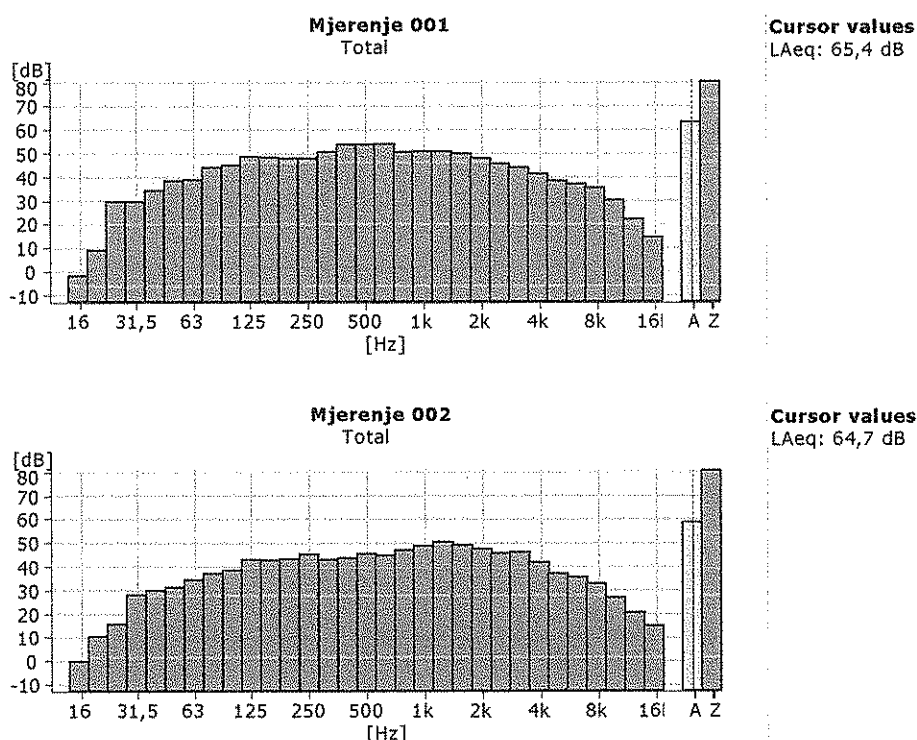 Mjerenje 001
Total
Cursor values
LAeq: 65,4 dB
[dB]
80
70
60
50
40
30
20
10
0
-10
16 31,5 63 125 250 500 1k 2k 4k 8k 16l A Z
[Hz]
Mjerenje 002
Total
Cursor values
LAeq: 64,7 dB
[dB]
80
70
60
50
40
30
20
10
0
-10
16 31,5 63 125 250 500 1k 2k 4k 8k 16l A Z
[Hz]